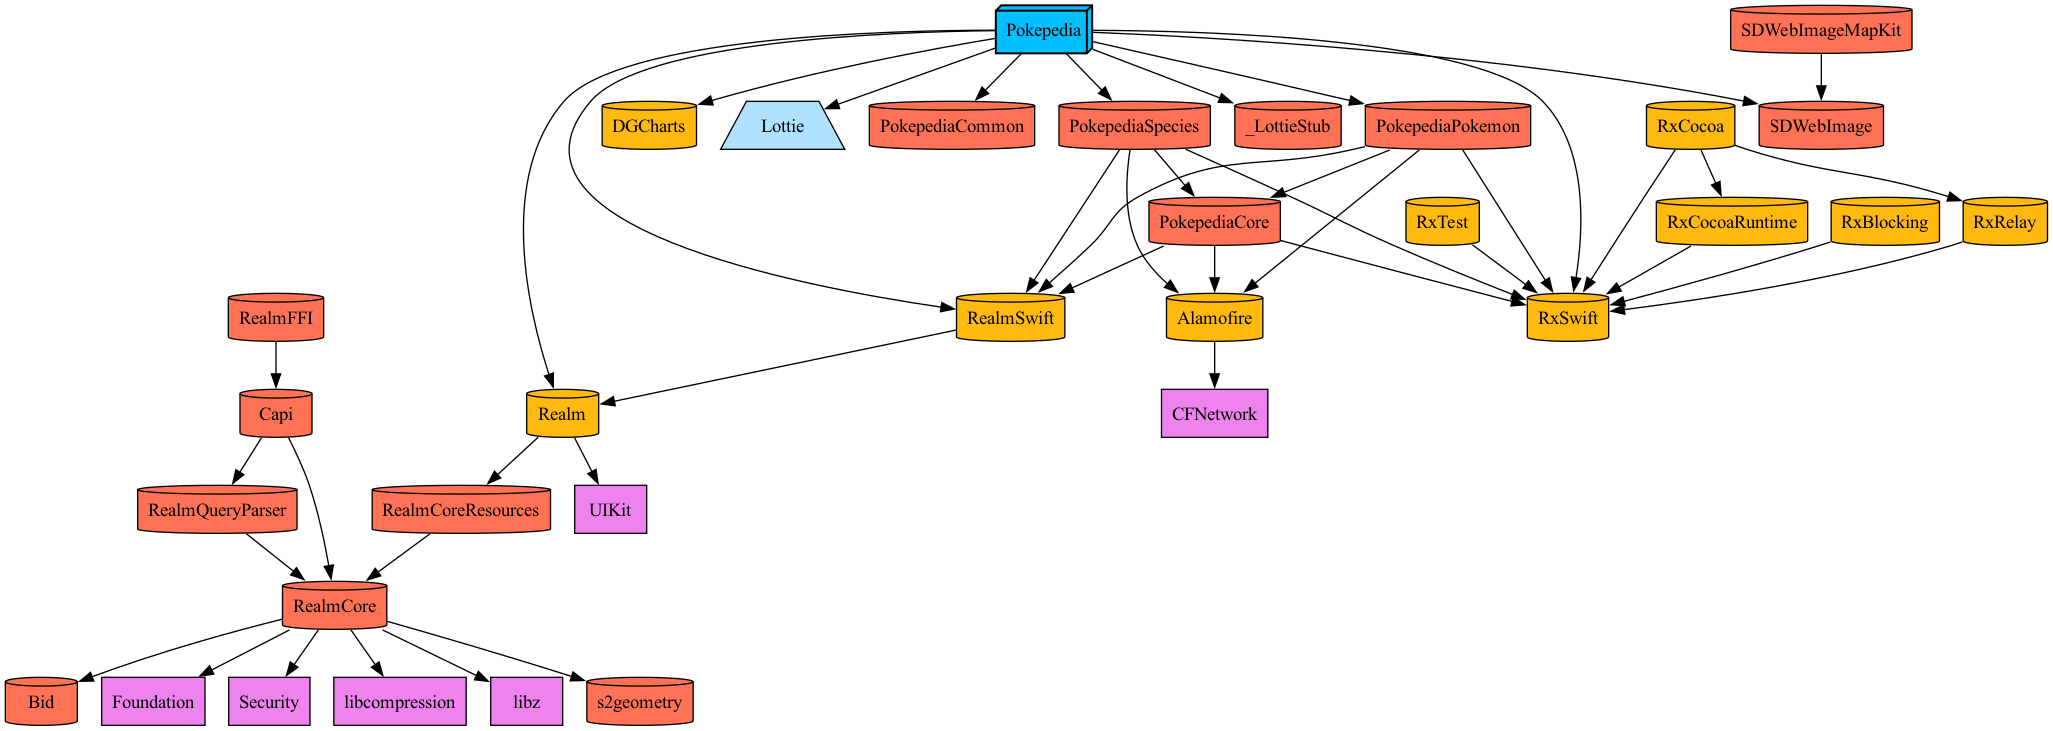 Pokepedia
SDWebImageMapKit
DGCharts
Lottie
PokepediaCommon
PokepediaSpecies
_LottieStub
PokepediaPokemon
RxCocoa
SDWebImage
PokepediaCore
RxTest
RxCocoaRuntime
RxBlocking
RxRelay
RealmFFI
RealmSwift
Alamofire
RxSwift
Capi
Realm
CFNetwork
RealmQueryParser
RealmCoreResources
UIKit
RealmCore
Bid
Foundation
Security
libcompression
libz
s2geometry